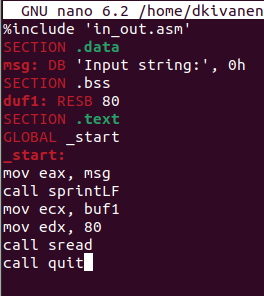 GNU nano 6.2 /home/dkivanen
%include 'in_out.asm'
SECTION .data
msg: DB 'Input string:', 0h
SECTION .bss
duf1: RESB 80
SECTION .text
GLOBAL _start
_start:
mov eax, msg
call sprintLF
mov ecx, buf1
mov edx, 80
call sread
call quit